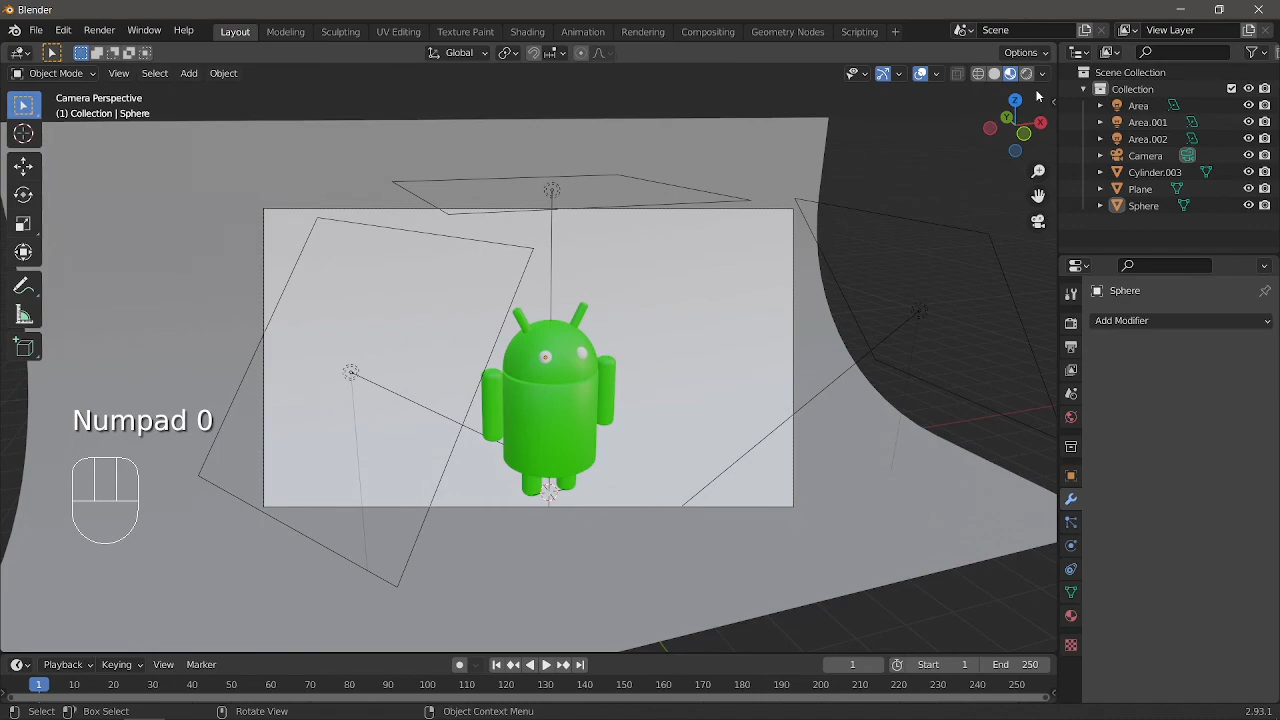 Blender
File Edit Render Window Help Layout Modeling Sculpting UV Editing Texture Paint Shading Animation Rendering Compositing Geometry Nodes Scripting + Scene View Layer
Global Options
Object Mode View Select Add Object
Camera Perspective
(1) Collection | Sphere
Z
Y
X
Scene Collection
Collection
Area
Area.001
Area.002
Camera
Cylinder.003
Plane
Sphere
Sphere
Add Modifier
Numpad 0
Playback Keying View Marker 1 Start 1 End 250
1 10 20 30 40 50 60 70 80 90 100 110 120 130 140 150 160 170 180 190 200 210 220 230 240 250
Select Box Select Rotate View Object Context Menu 2.93.1